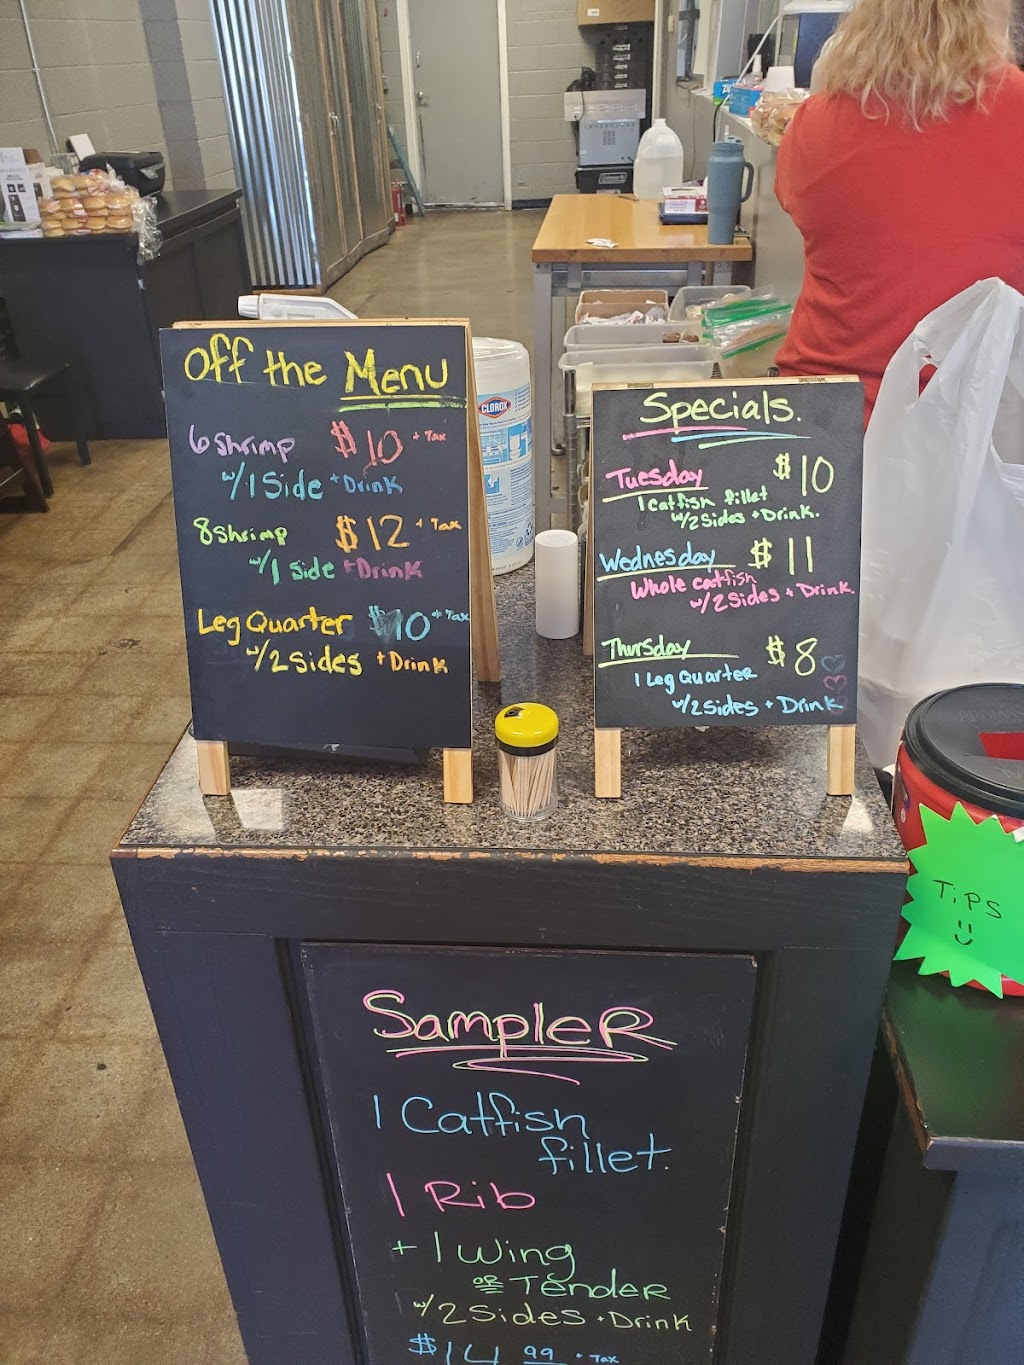 Off the Menu
6 Shrimp $10 + Tax
w/1 Side + Drink
8 Shrimp $12 + Tax
w/1 Side + Drink
Leg Quarter $10 + Tax
w/2 Sides + Drink
CLOROX
Specials.
Tuesday $10
1 Catfish fillet
w/2 Sides + Drink.
Wednesday $11
Whole catfish
w/2 Sides + Drink.
Thursday $8
1 Leg Quarter
w/2 Sides + Drink
TiPS
Sampler
1 Catfish
fillet.
1 Rib
+ 1 Wing
OR Tender
w/2 Sides + Drink
$14 99 + Tax